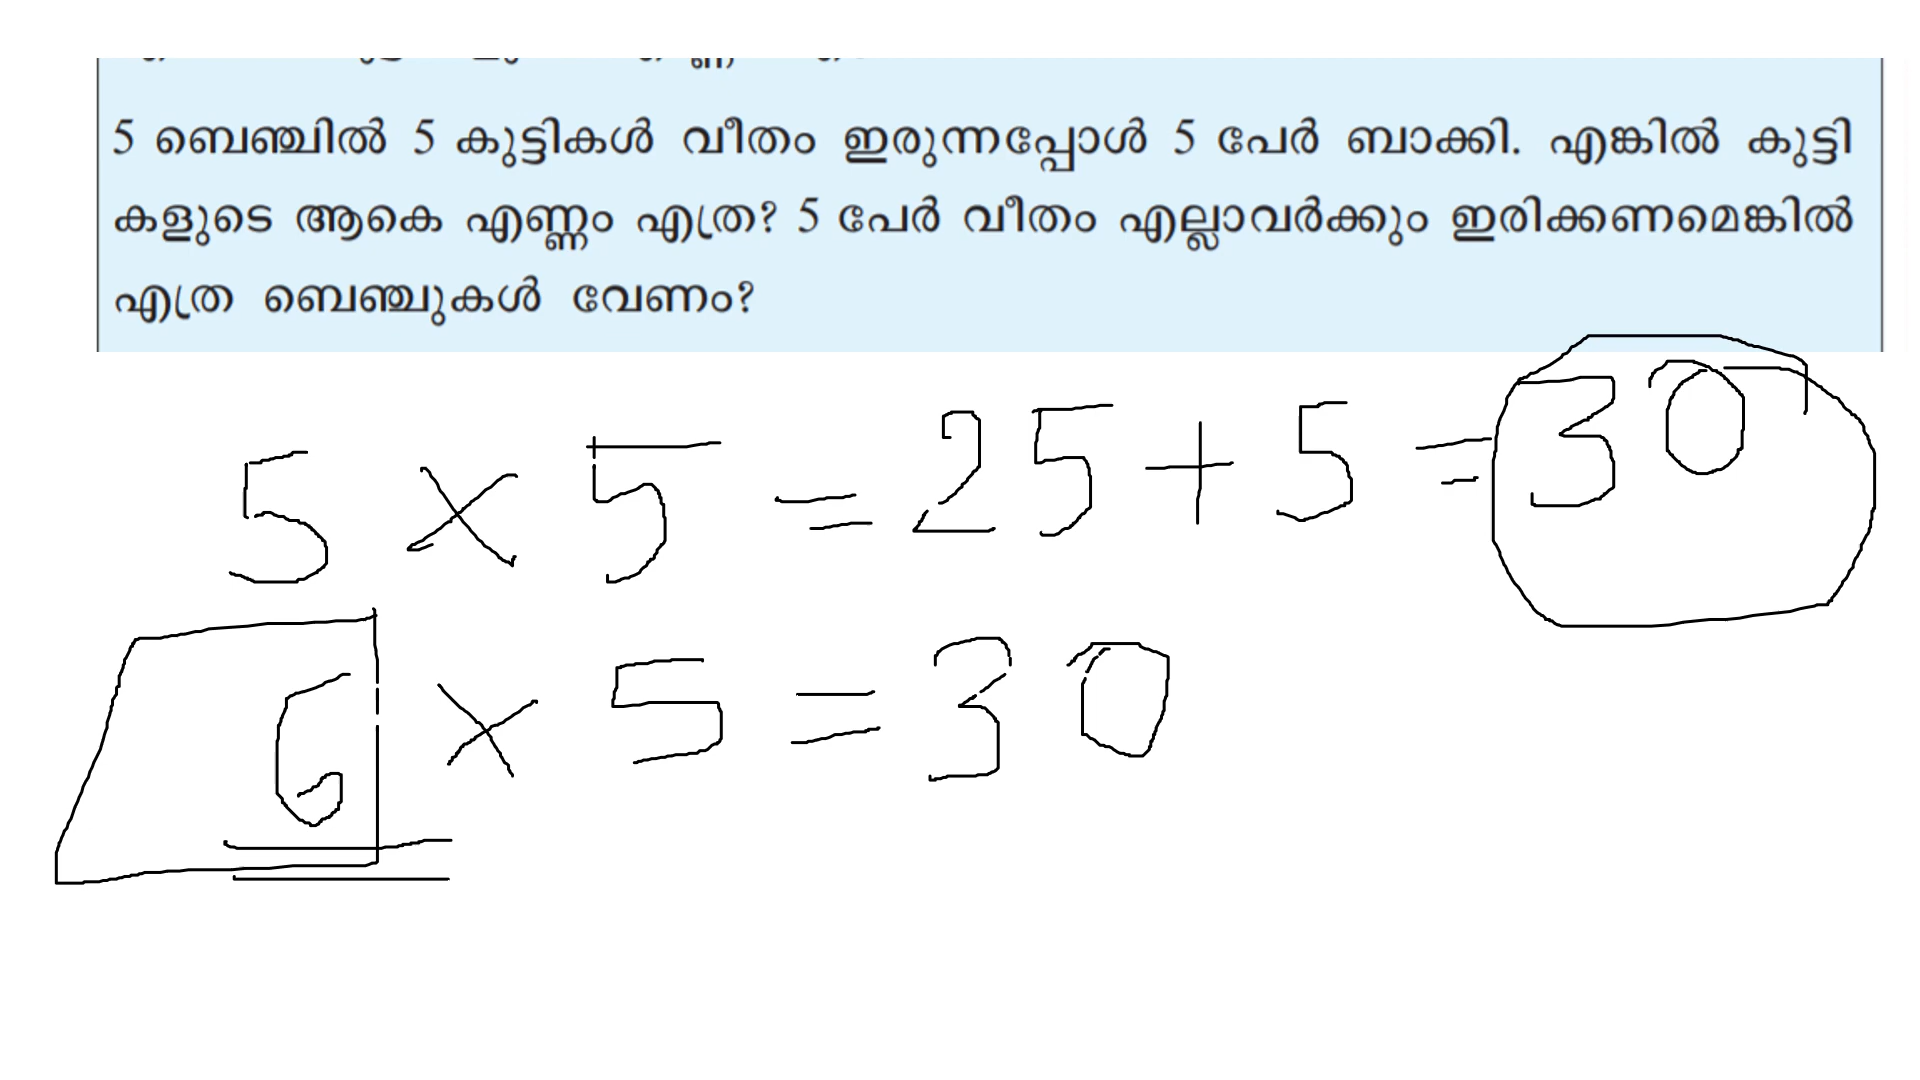 5 ബെഞ്ചിൽ 5 കുട്ടികൾ വീതം ഇരുന്നപ്പോൾ 5 പേർ ബാക്കി. എങ്കിൽ കുട്ടി
കളുടെ ആകെ എണ്ണം എത്ര? 5 പേർ വീതം എല്ലാവർക്കും ഇരിക്കണമെങ്കിൽ
എത്ര ബെഞ്ചുകൾ വേണം?
5 × 5 = 25 + 5 = 30
6 × 5 = 30